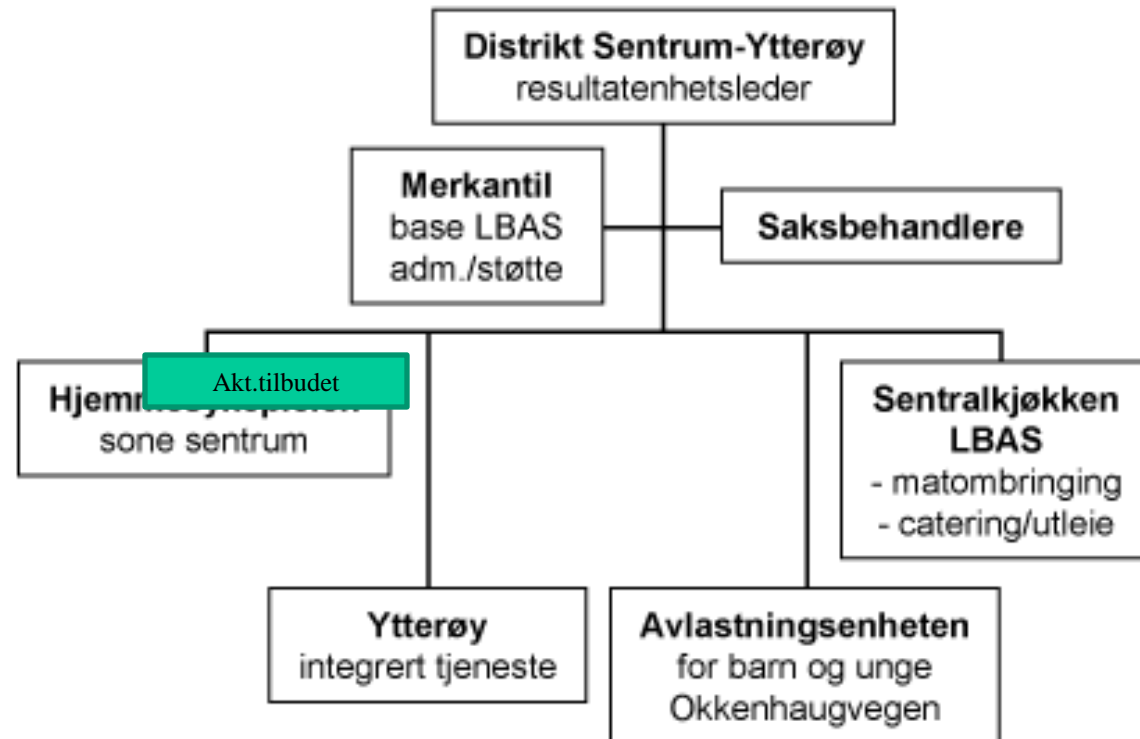 Distrikt Sentrum-Ytterøy
resultatenhetsleder
Merkantil
base LBAS
adm./støtte
Saksbehandlere
Akt.tilbudet
sone sentrum
Sentralkjøkken
LBAS
- matombringing
- catering/utleie
Ytterøy
integrert tjeneste
Avlastningsenheten
for barn og unge
Okkenhaugvegen